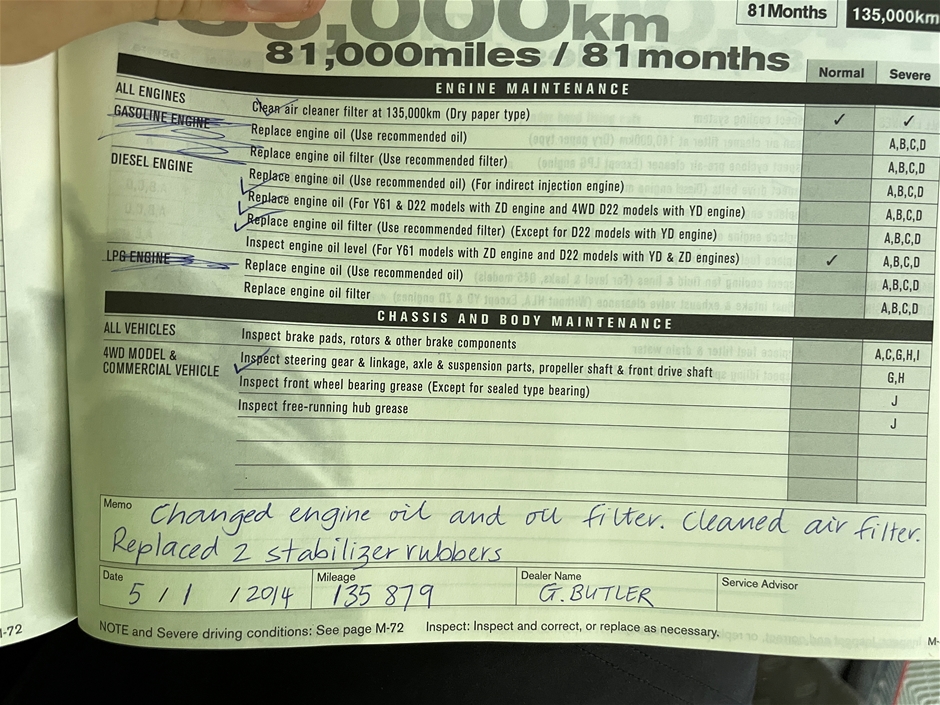 5,000km
81Months 135,000km
81,000miles / 81months
Normal Severe
ENGINE MAINTENANCE
ALL ENGINES Clean air cleaner filter at 135,000km (Dry paper type) ✓ ✓
GASOLINE ENGINE Replace engine oil (Use recommended oil) A,B,C,D
Replace engine oil filter (Use recommended filter) A,B,C,D
DIESEL ENGINE Replace engine oil (Use recommended oil) (For indirect injection engine) A,B,C,D
Replace engine oil (For Y61 & D22 models with ZD engine and 4WD D22 models with YD engine) A,B,C,D
Replace engine oil filter (Use recommended filter) (Except for D22 models with YD engine) A,B,C,D
Inspect engine oil level (For Y61 models with ZD engine and D22 models with YD & ZD engines) ✓ A,B,C,D
LPG ENGINE Replace engine oil (Use recommended oil) A,B,C,D
Replace engine oil filter A,B,C,D
CHASSIS AND BODY MAINTENANCE
ALL VEHICLES Inspect brake pads, rotors & other brake components A,C,G,H,I
4WD MODEL & COMMERCIAL VEHICLE Inspect steering gear & linkage, axle & suspension parts, propeller shaft & front drive shaft G,H
Inspect front wheel bearing grease (Except for sealed type bearing) J
Inspect free-running hub grease J
Memo Changed engine oil and oil filter. Cleaned air filter.
Replaced 2 stabilizer rubbers
Date 5 / 1 / 2014 Mileage 135 879 Dealer Name G. BUTLER Service Advisor
NOTE and Severe driving conditions: See page M-72 Inspect: Inspect and correct, or replace as necessary.
M-
-72